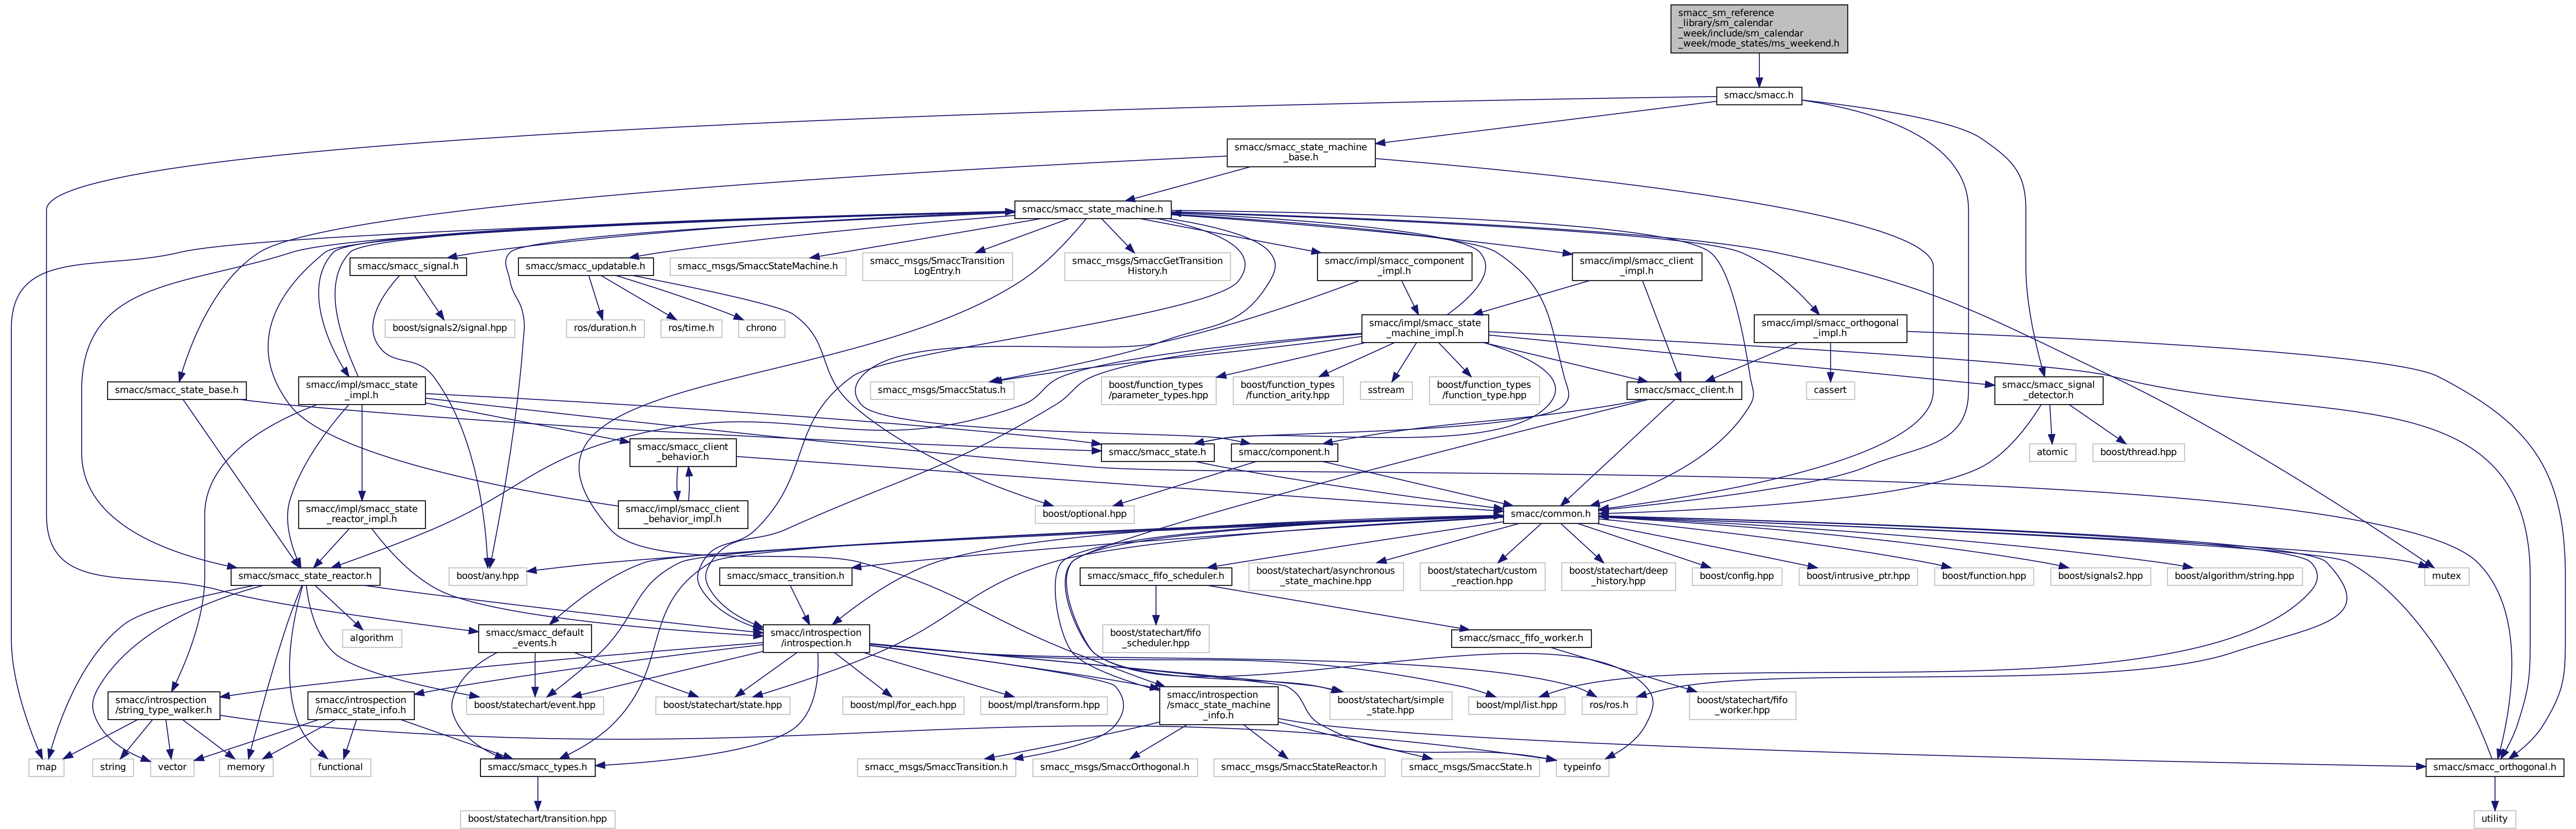 smacc_sm_reference
_library/sm_calendar
_week/include/sm_calendar
_week/mode_states/ms_weekend.h
smacc/smacc.h
smacc/smacc_state_machine
_base.h
smacc/smacc_state_machine.h
smacc/smacc_signal.h
smacc/smacc_updatable.h
smacc_msgs/SmaccStateMachine.h
smacc_msgs/SmaccTransition
LogEntry.h
smacc_msgs/SmaccGetTransition
History.h
smacc/impl/smacc_component
_impl.h
smacc/impl/smacc_client
_impl.h
boost/signals2/signal.hpp
ros/duration.h
ros/time.h
chrono
smacc/impl/smacc_state
_machine_impl.h
smacc/impl/smacc_orthogonal
_impl.h
smacc/smacc_state_base.h
smacc/impl/smacc_state
_impl.h
smacc_msgs/SmaccStatus.h
boost/function_types
/parameter_types.hpp
boost/function_types
/function_arity.hpp
sstream
boost/function_types
/function_type.hpp
smacc/smacc_client.h
cassert
smacc/smacc_signal
_detector.h
smacc/smacc_client
_behavior.h
smacc/smacc_state.h
smacc/component.h
atomic
boost/thread.hpp
smacc/impl/smacc_state
_reactor_impl.h
smacc/impl/smacc_client
_behavior_impl.h
boost/optional.hpp
smacc/common.h
smacc/smacc_state_reactor.h
boost/any.hpp
smacc/smacc_transition.h
smacc/smacc_fifo_scheduler.h
boost/statechart/asynchronous
_state_machine.hpp
boost/statechart/custom
_reaction.hpp
boost/statechart/deep
_history.hpp
boost/config.hpp
boost/intrusive_ptr.hpp
boost/function.hpp
boost/signals2.hpp
boost/algorithm/string.hpp
mutex
algorithm
smacc/smacc_default
_events.h
smacc/introspection
/introspection.h
boost/statechart/fifo
_scheduler.hpp
smacc/smacc_fifo_worker.h
smacc/introspection
/string_type_walker.h
smacc/introspection
/smacc_state_info.h
boost/statechart/event.hpp
boost/statechart/state.hpp
boost/mpl/for_each.hpp
boost/mpl/transform.hpp
smacc/introspection
/smacc_state_machine
_info.h
boost/statechart/simple
_state.hpp
boost/mpl/list.hpp
ros/ros.h
boost/statechart/fifo
_worker.hpp
map
string
vector
memory
functional
smacc/smacc_types.h
smacc_msgs/SmaccTransition.h
smacc_msgs/SmaccOrthogonal.h
smacc_msgs/SmaccStateReactor.h
smacc_msgs/SmaccState.h
typeinfo
smacc/smacc_orthogonal.h
boost/statechart/transition.hpp
utility